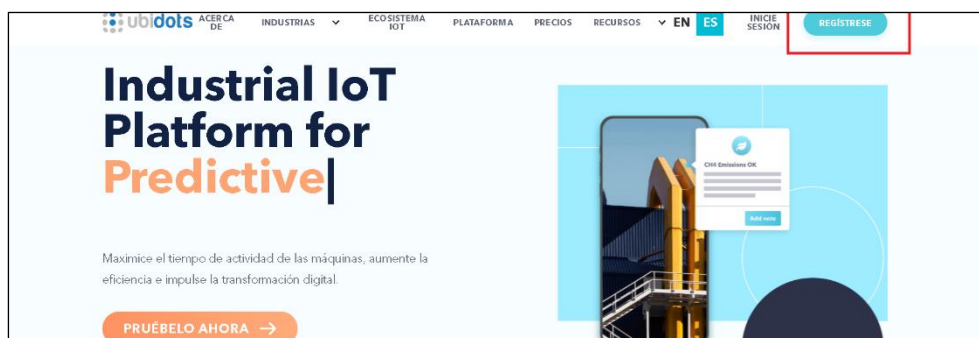 ubidots
ACERCA DE
INDUSTRIAS
ECOSISTEMA IOT
PLATAFORMA
PRECIOS
RECURSOS
EN
ES
INICIE SESIÓN
REGÍSTRESE
Industrial IoT
Platform for
Predictive|
CH4 Emissions OK
Add note
Maximice el tiempo de actividad de las máquinas, aumente la
eficiencia e impulse la transformación digital.
PRUÉBELO AHORA →